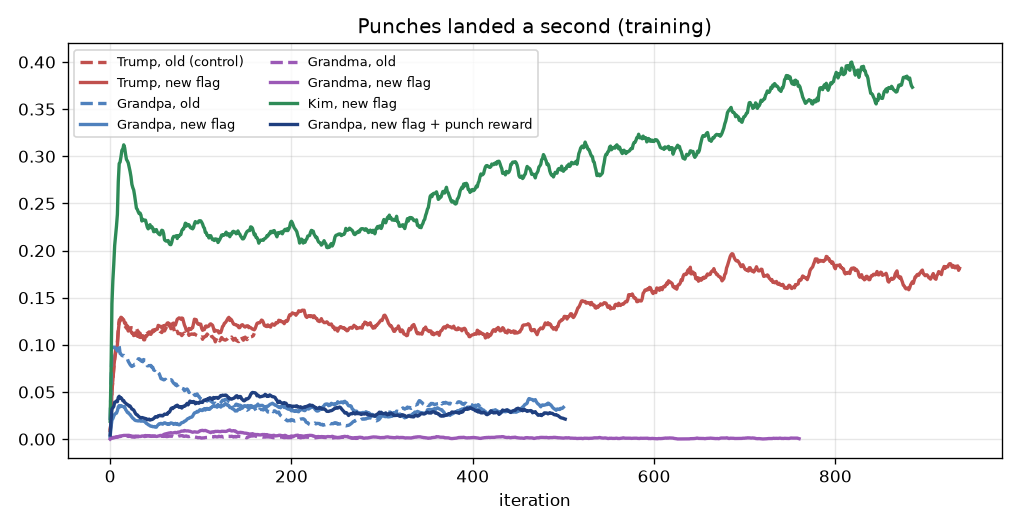 Punches landed a second (training)
Trump, old (control)
Trump, new flag
Grandpa, old
Grandpa, new flag
Grandma, old
Grandma, new flag
Kim, new flag
Grandpa, new flag + punch reward
0.40
0.35
0.30
0.25
0.20
0.15
0.10
0.05
0.00
0 200 400 600 800
iteration